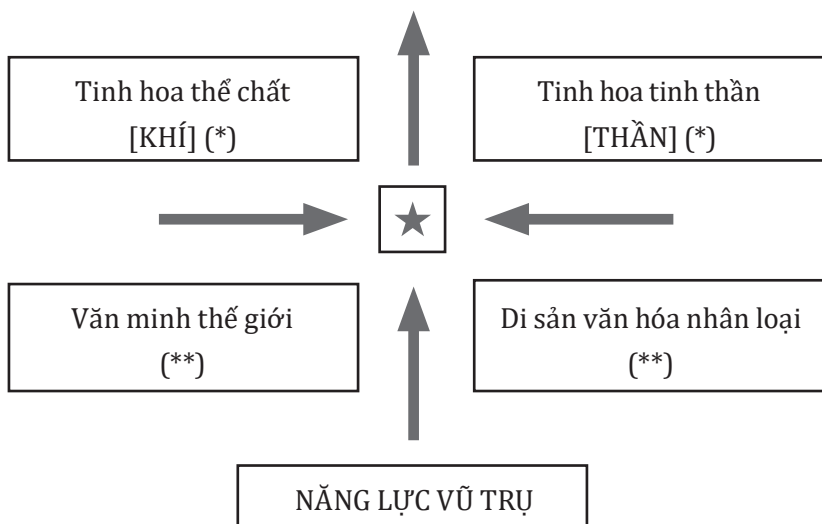 Tinh hoa thể chất
[KHÍ] (*)
Tinh hoa tinh thần
[THẦN] (*)
Văn minh thế giới
(**)
Di sản văn hóa nhân loại
(**)
NĂNG LỰC VŨ TRỤ